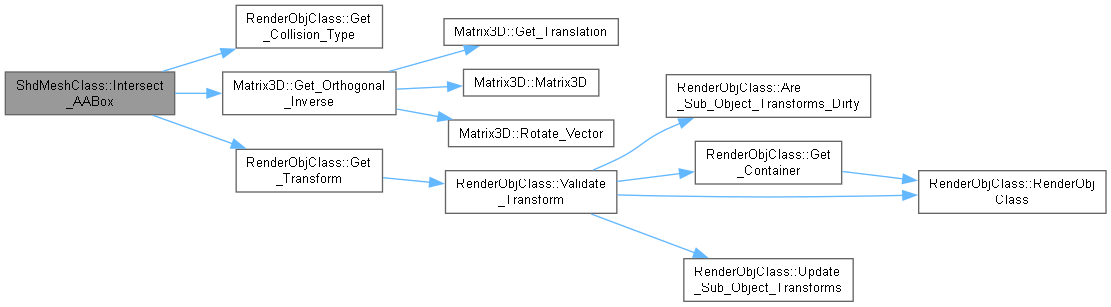 ShdMeshClass::Intersect
_AABox
RenderObjClass::Get
_Collision_Type
Matrix3D::Get_Orthogonal
_Inverse
RenderObjClass::Get
_Transform
Matrix3D::Get_Translation
Matrix3D::Matrix3D
Matrix3D::Rotate_Vector
RenderObjClass::Validate
_Transform
RenderObjClass::Are
_Sub_Object_Transforms_Dirty
RenderObjClass::Get
_Container
RenderObjClass::RenderObj
Class
RenderObjClass::Update
_Sub_Object_Transforms